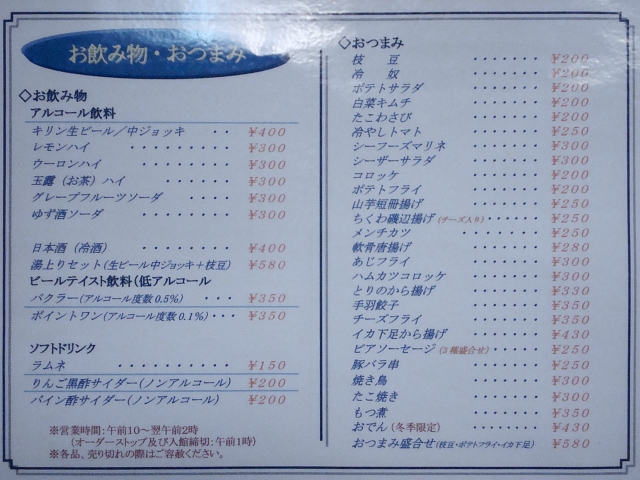 お飲み物・おつまみ
◇お飲み物
アルコール飲料
キリン生ビール／中ジョッキ ・・ ¥400
レモンハイ ・・・・・・・・・ ¥300
ウーロンハイ ・・・・・・・・ ¥300
玉露（お茶）ハイ ・・・・・・ ¥300
グレープフルーツソーダ ・・・・ ¥300
ゆず酒ソーダ ・・・・・・・・ ¥300
日本酒（冷酒） ・・・・・・・・ ¥400
湯上りセット（生ビール中ジョッキ＋枝豆） ¥580
ビールテイスト飲料（低アルコール
バクラー（アルコール度数0.5%） ・・・ ¥350
ポイントワン（アルコール度数0.1%）・・・ ¥350
ソフトドリンク
ラムネ ・・・・・・・・・・ ¥150
りんご黒酢サイダー（ノンアルコール） ¥200
パイン酢サイダー（ノンアルコール） ¥200
※営業時間：午前10～翌午前2時
（オーダーストップ及び入館締切：午前1時）
※各品、売り切れの際はご容赦ください。
◇おつまみ
枝　豆 ・・・・・・・ ¥200
冷　奴 ・・・・・・・ ¥200
ポテトサラダ ・・・・・・・ ¥200
白菜キムチ ・・・・・・・ ¥200
たこわさび ・・・・・・・ ¥200
冷やしトマト ・・・・・・・ ¥250
シーフーズマリネ ・・・・・・・ ¥300
シーザーサラダ ・・・・・・・ ¥300
コロッケ ・・・・・・・ ¥200
ポテトフライ ・・・・・・・ ¥200
山芋短冊揚げ ・・・・・・・ ¥250
ちくわ磯辺揚げ（チーズ入り）・・・・・・ ¥250
メンチカツ ・・・・・・・ ¥250
軟骨唐揚げ ・・・・・・・ ¥280
あじフライ ・・・・・・・ ¥300
ハムカツコロッケ ・・・・・・・ ¥300
とりのから揚げ ・・・・・・・ ¥330
手羽餃子 ・・・・・・・ ¥350
チーズフライ ・・・・・・・ ¥350
イカ下足から揚げ ・・・・・・・ ¥430
ビアソーセージ（3種盛合せ）・・・・・・ ¥250
豚バラ串 ・・・・・・・ ¥250
焼き鳥 ・・・・・・・ ¥300
たこ焼き ・・・・・・・ ¥300
もつ煮 ・・・・・・・ ¥350
おでん（冬季限定） ・・・・・・・ ¥430
おつまみ盛合せ（枝豆・ポテトフライ・イカ下足） ¥580